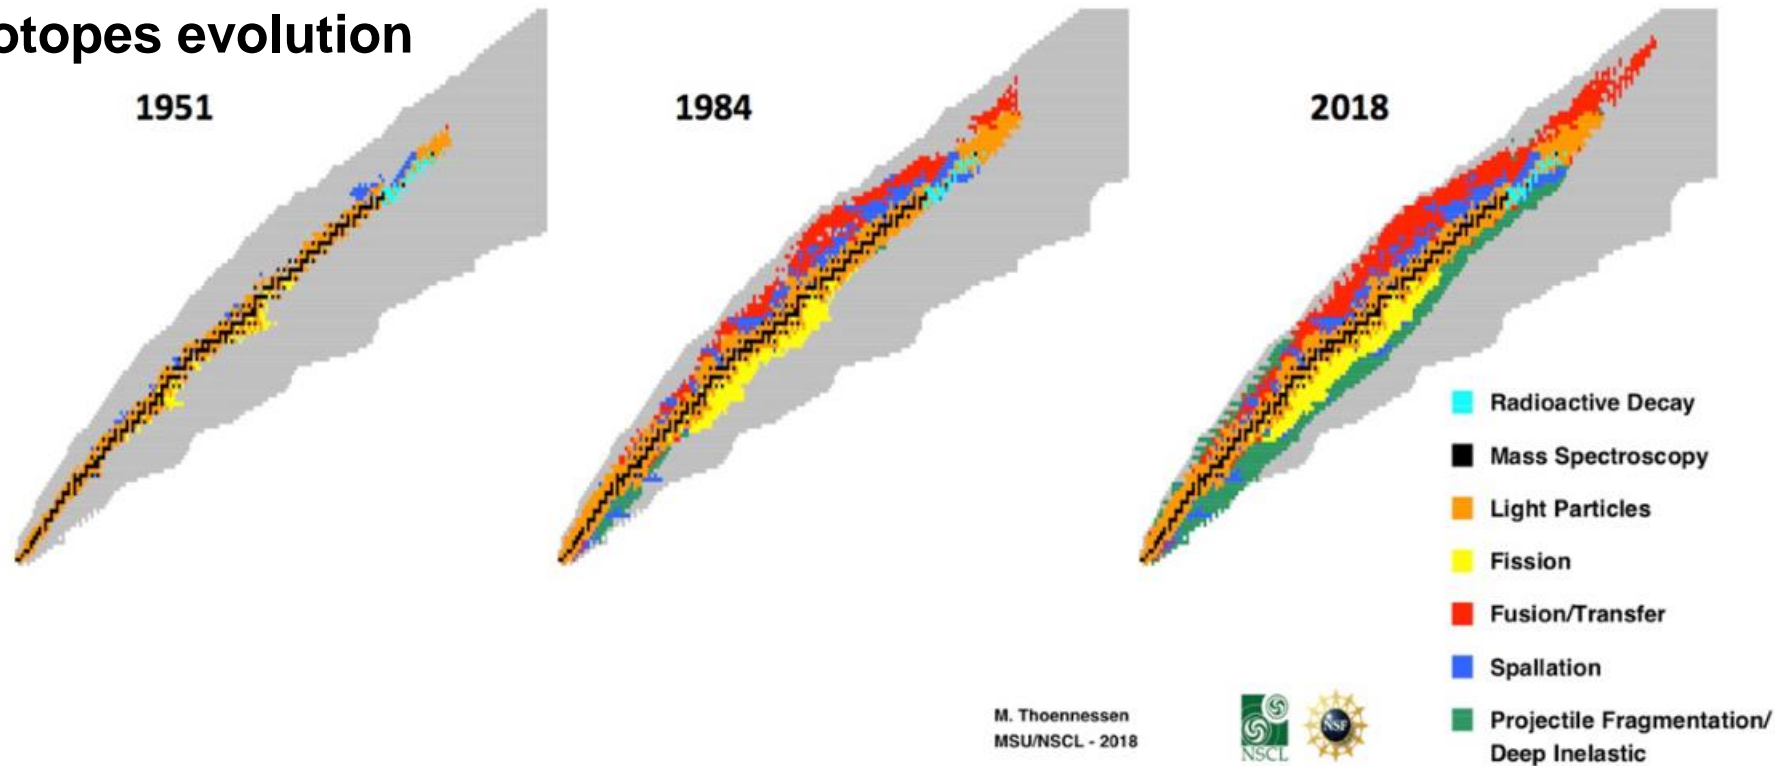 otopes evolution
1951
1984
2018
Radioactive Decay
Mass Spectroscopy
Light Particles
Fission
Fusion/Transfer
Spallation
Projectile Fragmentation/
Deep Inelastic
M. Thoennessen
MSU/NSCL - 2018
NSCL
NSF